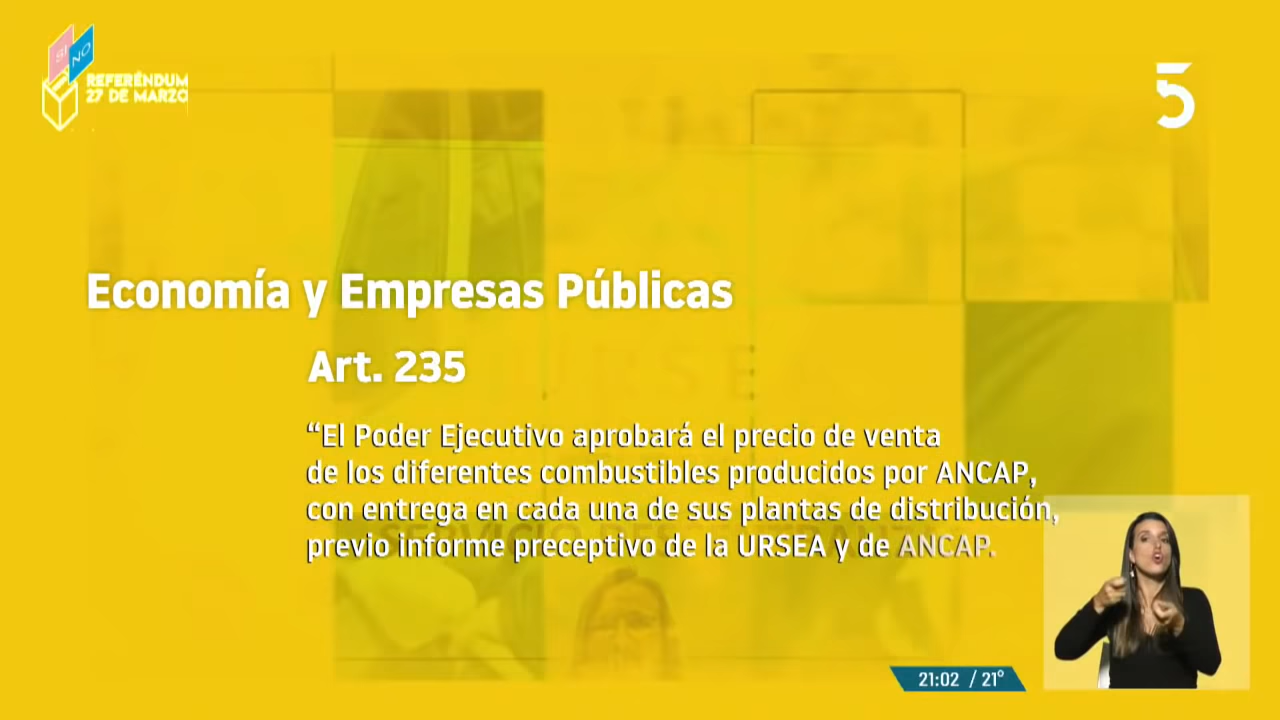 SI
NO
REFERÉNDUM
27 DE MARZO
5
Economía y Empresas Públicas
Art. 235
“El Poder Ejecutivo aprobará el precio de venta
de los diferentes combustibles producidos por ANCAP,
con entrega en cada una de sus plantas de distribución,
previo informe preceptivo de la URSEA y de ANCAP.
21:02 / 21°